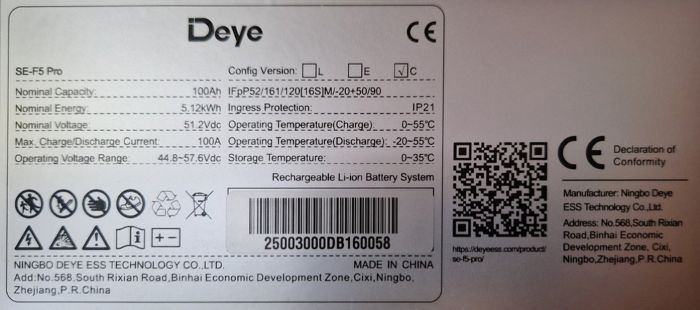 Deye
CE
SE-F5 Pro
Config Version: L E √ C
Nominal Capacity: 100Ah
IFpP52/161/120[16S]M/-20+50/90
Nominal Energy: 5.12kWh
Ingress Protection: IP21
Nominal Voltage: 51.2Vdc
Operating Temperature(Charge): 0~55℃
Max. Charge/Discharge Current: 100A
Operating Temperature(Discharge): -20~55℃
Operating Voltage Range: 44.8~57.6Vdc
Storage Temperature: 0~35℃
Rechargeable Li-ion Battery System
25003000DB160058
NINGBO DEYE ESS TECHNOLOGY CO.,LTD. MADE IN CHINA
Add:No.568,South Rixian Road,Binhai Economic Development Zone,Cixi,Ningbo,
Zhejiang,P.R.China
https://deyeess.com/product/
se-f5-pro/
CE
Declaration of
Conformity
Manufacturer: Ningbo Deye
ESS Technology Co.,Ltd.
Address: No.568,South Rixian
Road,Binhai Economic
Development Zone, Cixi,
Ningbo,Zhejiang,P.R.China